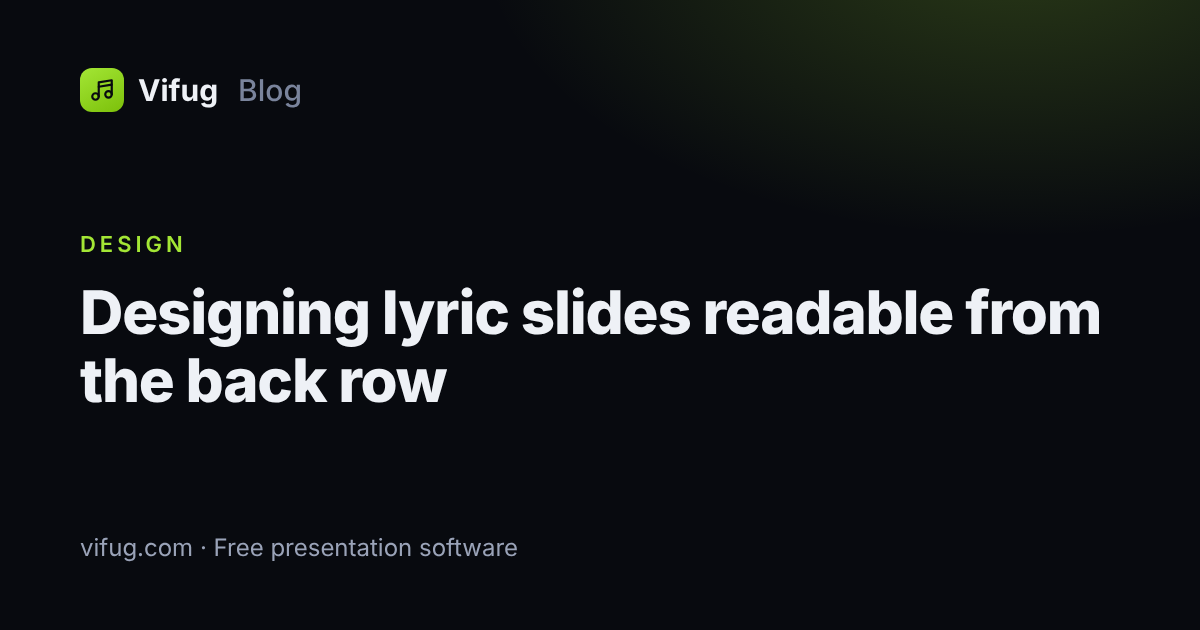 Vifug Blog
DESIGN
Designing lyric slides readable from
the back row
vifug.com · Free presentation software